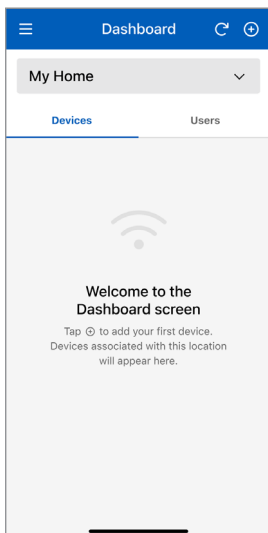 Dashboard
My Home
Devices
Users
Welcome to the
Dashboard screen
Tap ⊕ to add your first device.
Devices associated with this location
will appear here.